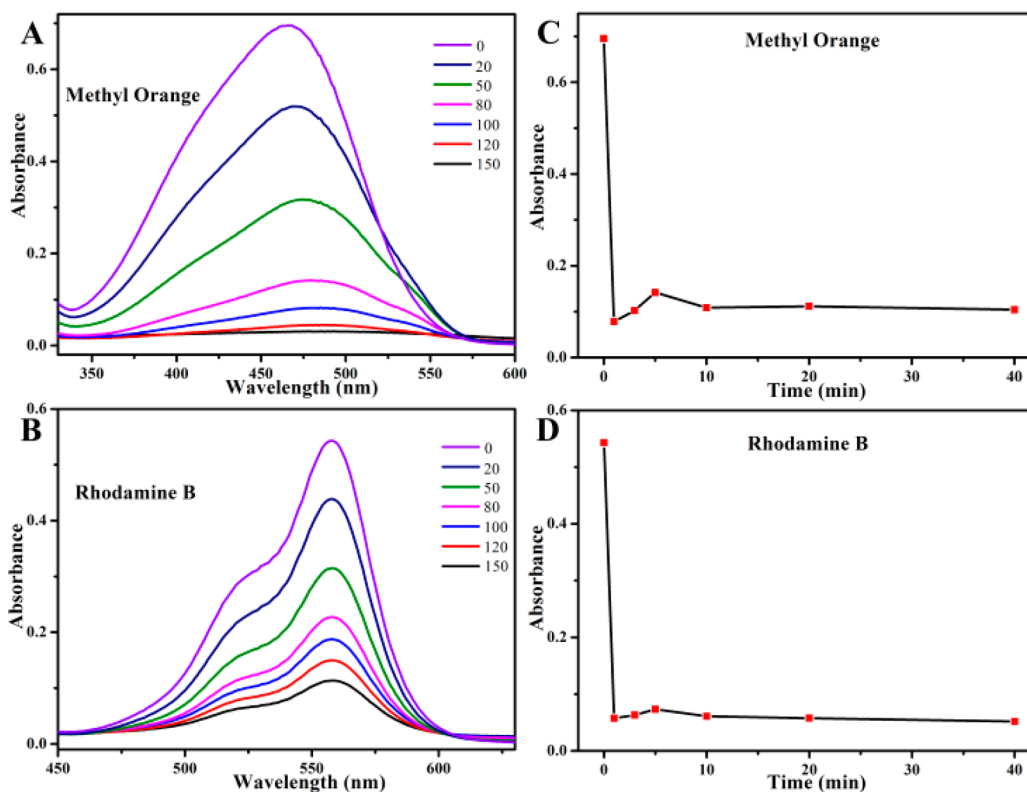 A
Methyl Orange
0
20
50
80
100
120
150
Absorbance
0.6
0.4
0.2
0.0
350 400 450 500 550 600
Wavelength (nm)
C
Methyl Orange
Absorbance
0.6
0.4
0.2
0.0
0 10 20 30 40
Time (min)
B
Rhodamine B
0
20
50
80
100
120
150
Absorbance
0.6
0.4
0.2
0.0
450 500 550 600
Wavelength (nm)
D
Rhodamine B
Absorbance
0.6
0.4
0.2
0.0
0 10 20 30 40
Time (min)